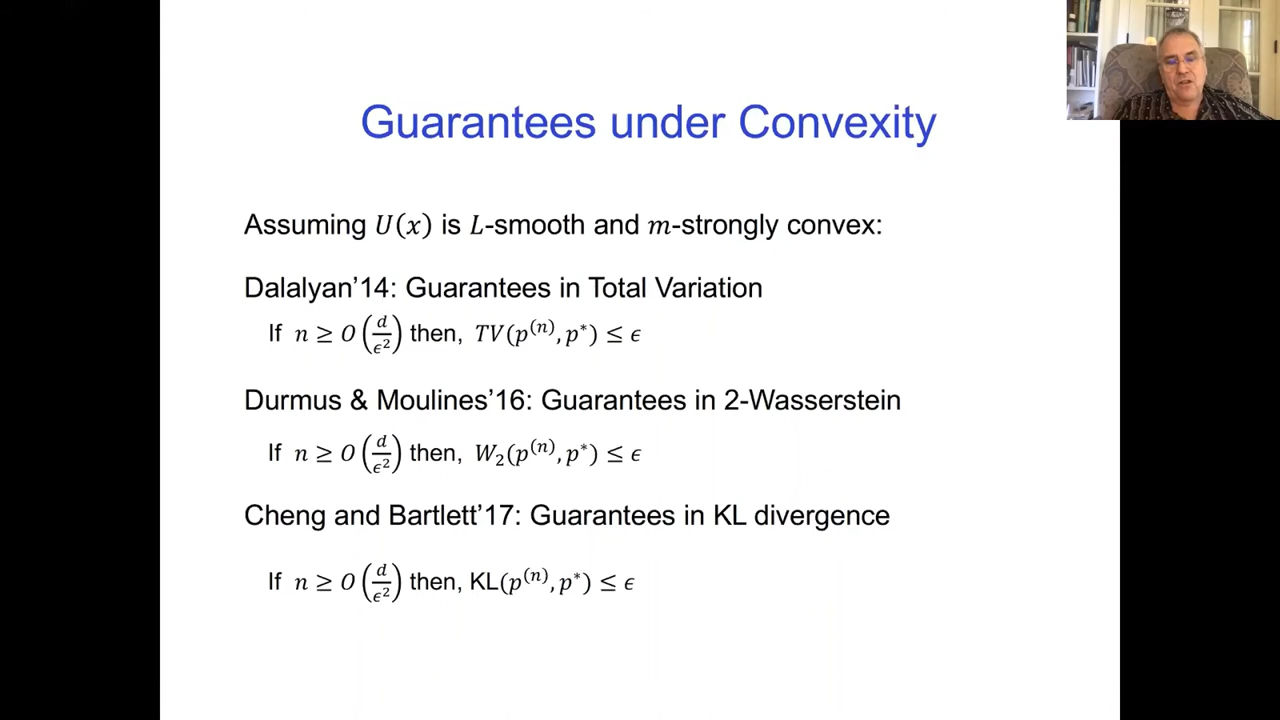 Guarantees under Convexity
Assuming 𝑈(𝑥) is 𝐿-smooth and 𝑚-strongly convex:
Dalalyan’14: Guarantees in Total Variation
If 𝑛 ≥ 𝑂(𝑑/𝜖²) then, 𝑇𝑉(𝑝⁽ⁿ⁾, 𝑝*) ≤ 𝜖
Durmus & Moulines’16: Guarantees in 2-Wasserstein
If 𝑛 ≥ 𝑂(𝑑/𝜖²) then, 𝑊₂(𝑝⁽ⁿ⁾, 𝑝*) ≤ 𝜖
Cheng and Bartlett’17: Guarantees in KL divergence
If 𝑛 ≥ 𝑂(𝑑/𝜖²) then, KL(𝑝⁽ⁿ⁾, 𝑝*) ≤ 𝜖